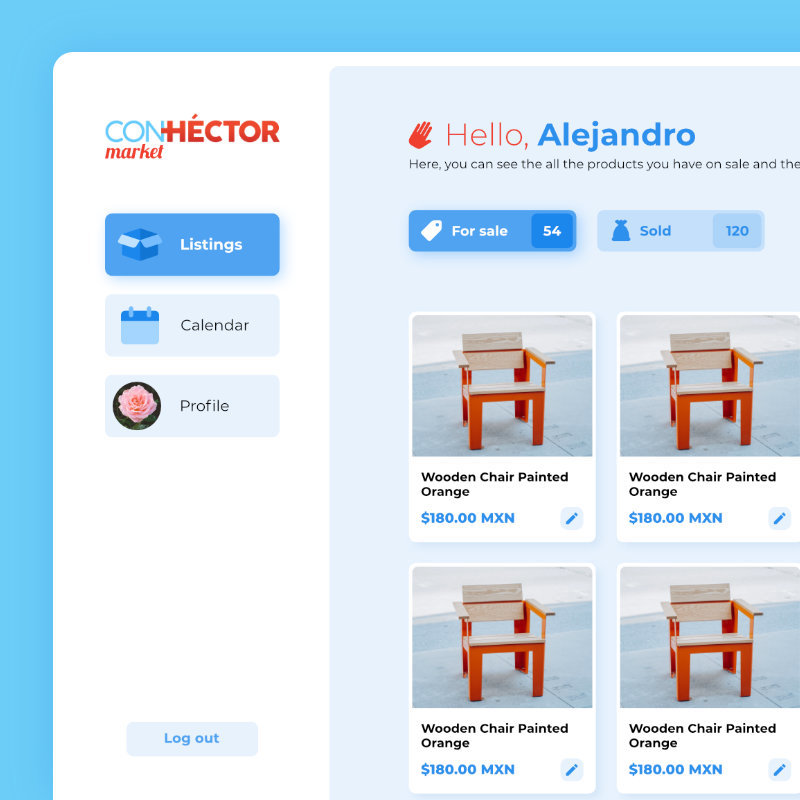 CONHÉCTOR
market
Listings
Calendar
Profile
Log out
Hello, Alejandro
Here, you can see the all the products you have on sale and the
For sale 54
Sold 120
Wooden Chair Painted
Orange
$180.00 MXN
Wooden Chair Painted
Orange
$180.00 MXN
Wooden Chair Painted
Orange
$180.00 MXN
Wooden Chair Painted
Orange
$180.00 MXN